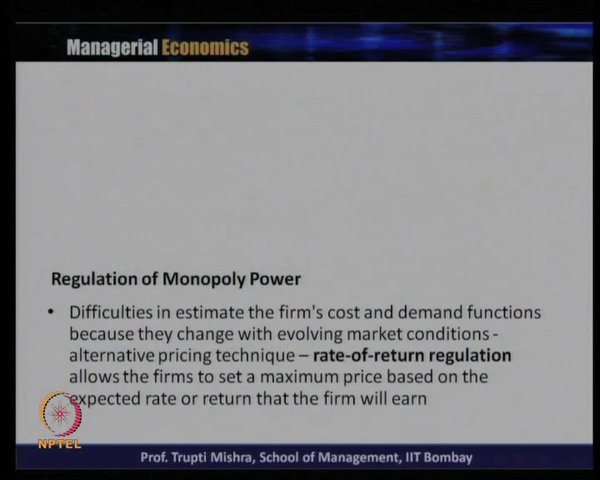 Managerial Economics
Regulation of Monopoly Power
• Difficulties in estimate the firm's cost and demand functions
because they change with evolving market conditions -
alternative pricing technique – rate-of-return regulation
allows the firms to set a maximum price based on the
expected rate or return that the firm will earn
NPTEL
Prof. Trupti Mishra, School of Management, IIT Bombay